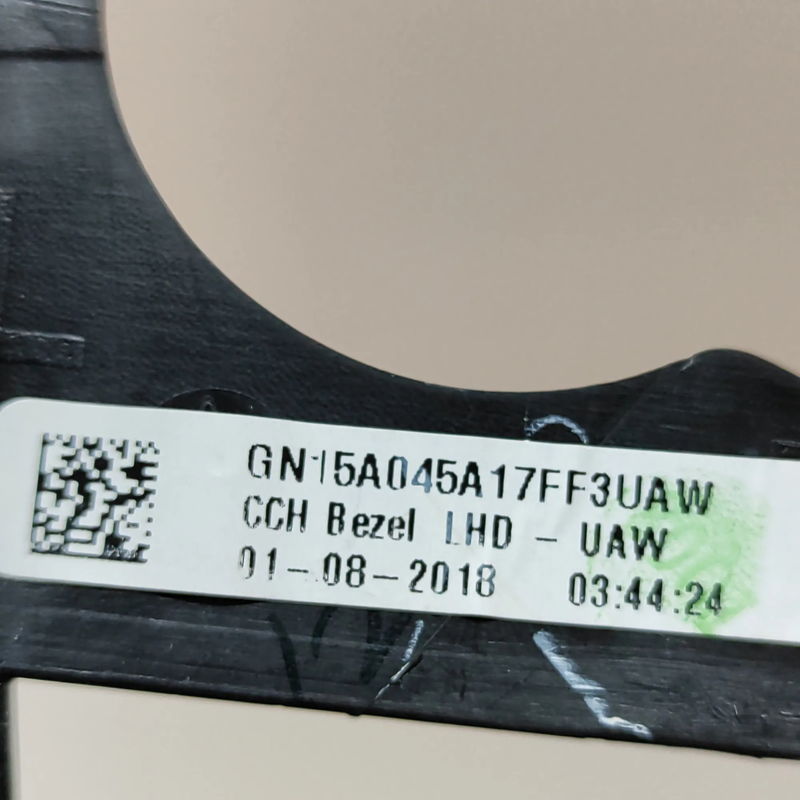 GN15A045A17FF3UAW
CCH Bezel LHD - UAW
01-08-2018 03:44:24